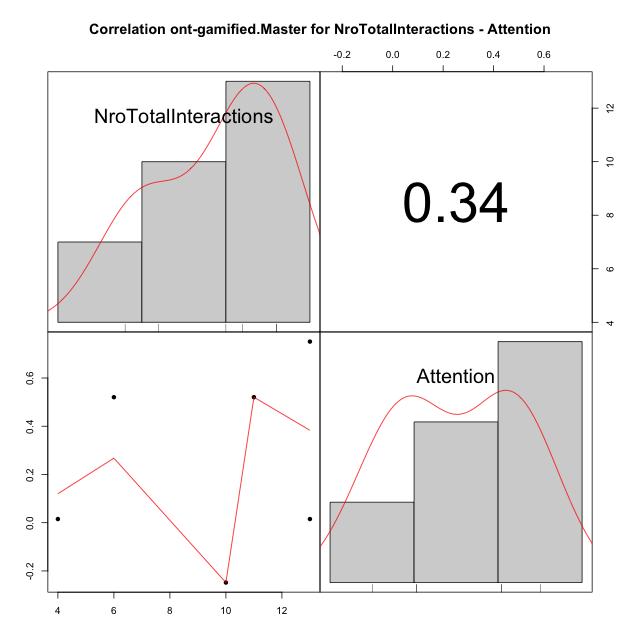 Correlation ont-gamified.Master for NroTotalInteractions - Attention
-0.2 0.0 0.2 0.4 0.6
NroTotalInteractions
0.34
12
10
8
6
4
Attention
0.6
0.4
0.2
0.0
-0.2
4 6 8 10 12